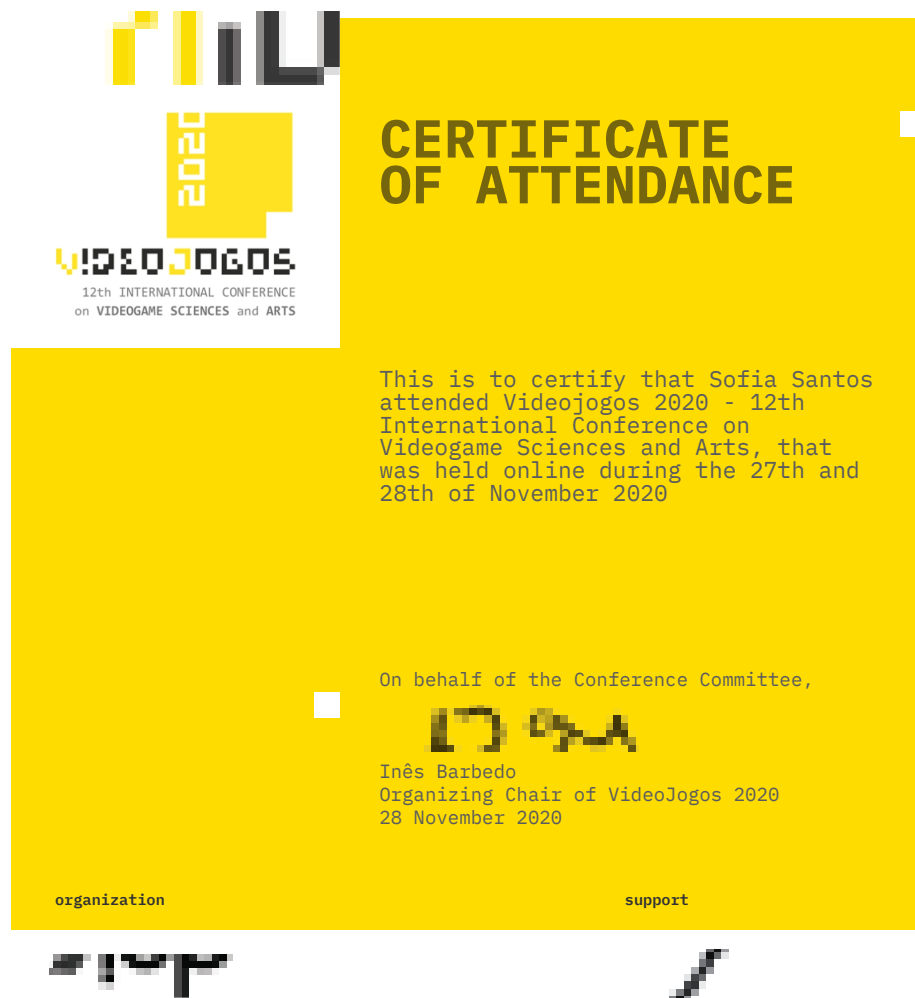 2020
V!DEOJOGOS
12th INTERNATIONAL CONFERENCE
on VIDEOGAME SCIENCES and ARTS
CERTIFICATE
OF ATTENDANCE
This is to certify that Sofia Santos
attended Videojogos 2020 - 12th
International Conference on
Videogame Sciences and Arts, that
was held online during the 27th and
28th of November 2020
On behalf of the Conference Committee,
Inês Barbedo
Organizing Chair of VideoJogos 2020
28 November 2020
organization
support